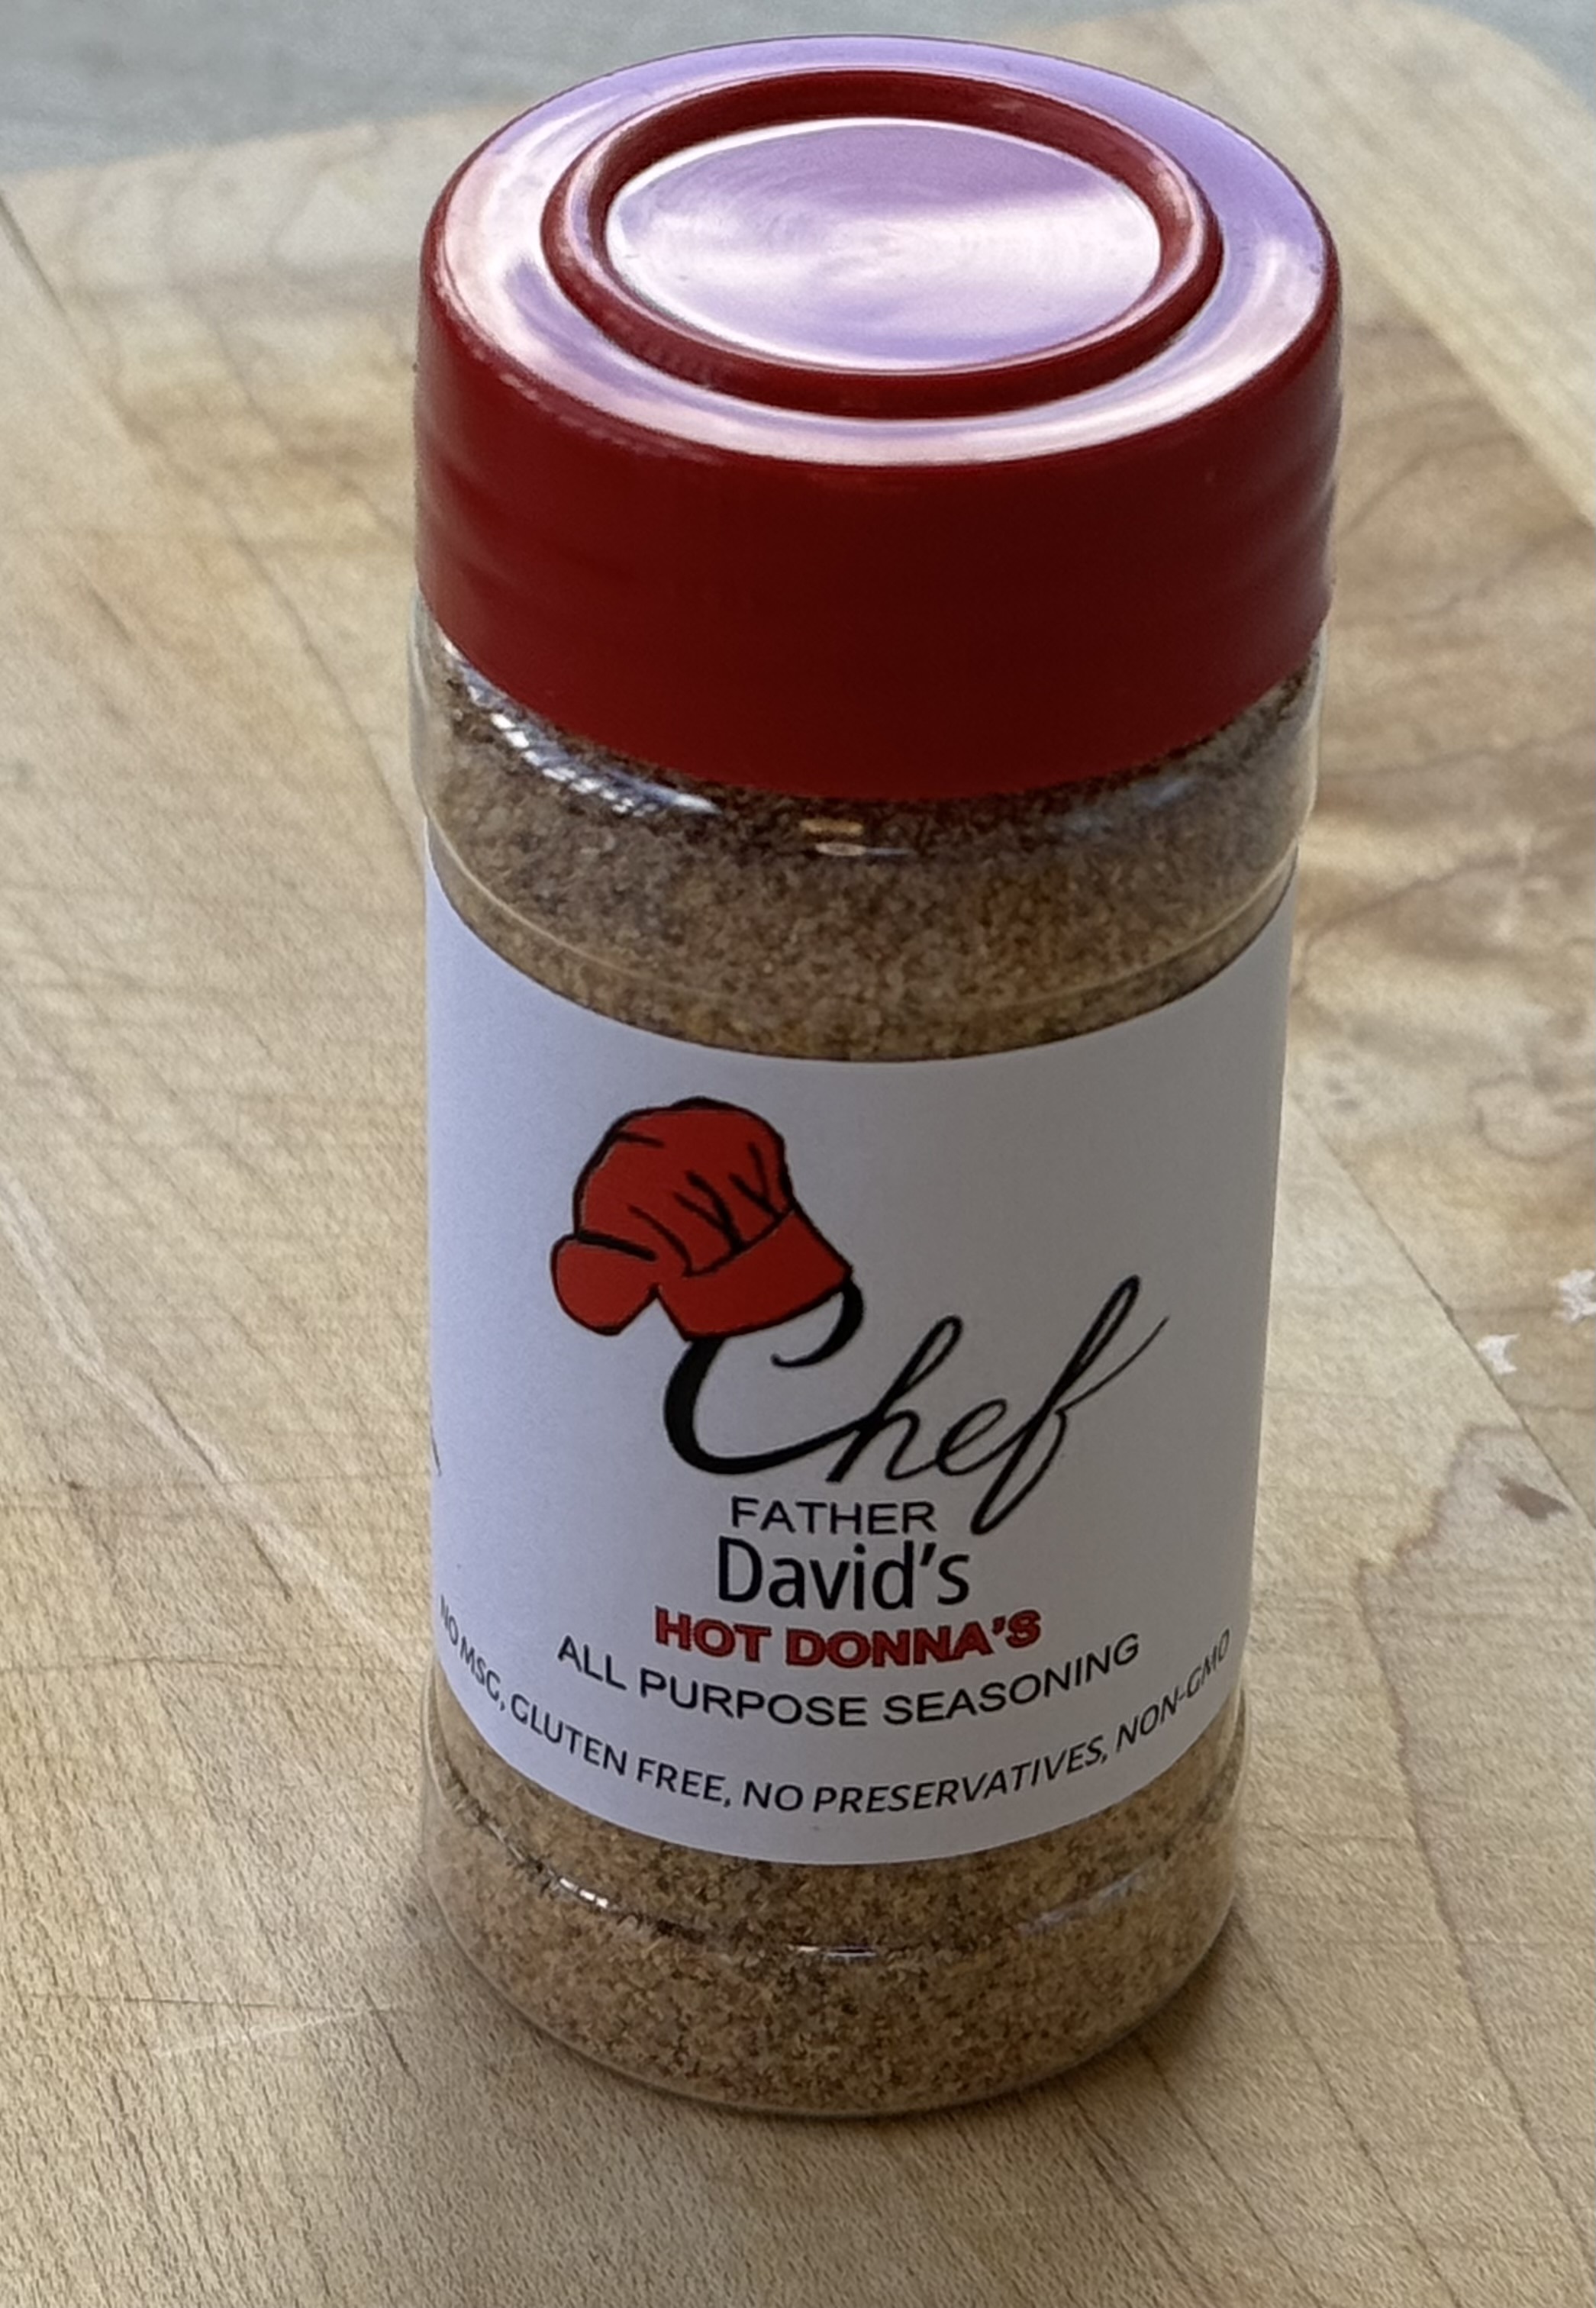 Chef
FATHER
David's
HOT DONNA'S
ALL PURPOSE SEASONING
NO MSG, GLUTEN FREE, NO PRESERVATIVES, NON-GMO